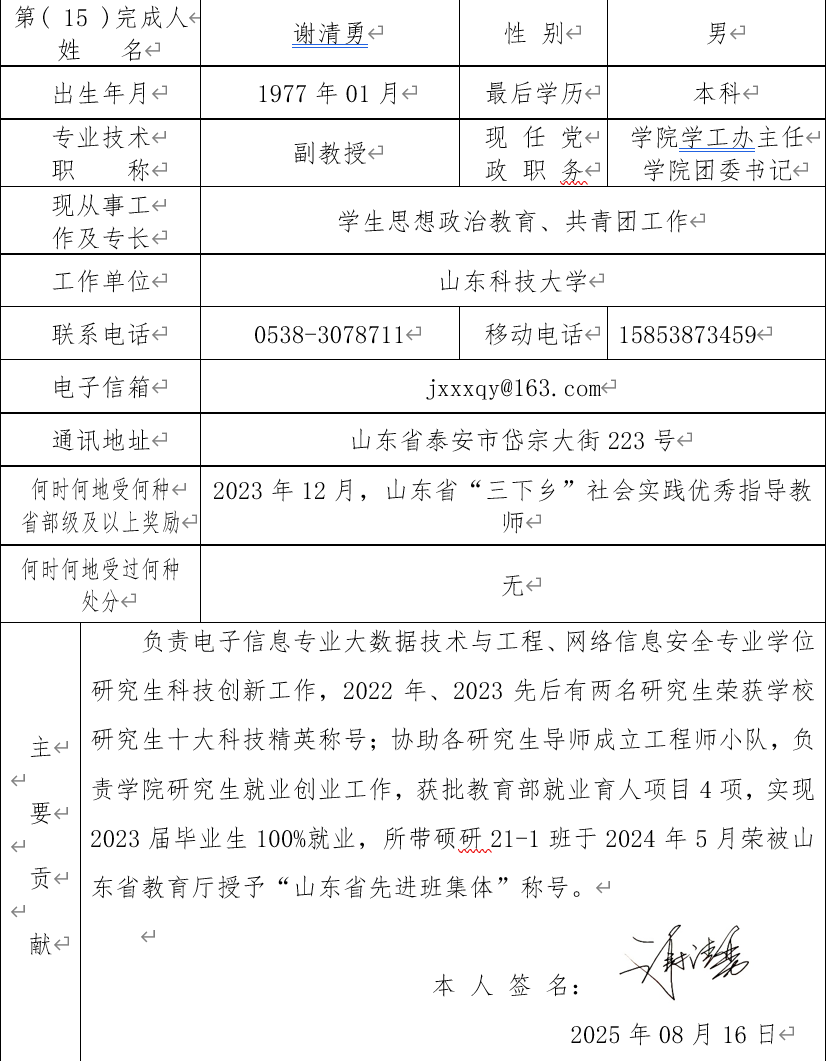 第( 15 )完成人 谢清勇 性 别 男
姓 名
出生年月 1977 年 01 月 最后学历 本科
专业技术 副教授 现 任 党 学院学工办主任
职 称 政 职 务 学院团委书记
现从事工 学生思想政治教育、共青团工作
作及专长
工作单位 山东科技大学
联系电话 0538-3078711 移动电话 15853873459
电子信箱 jxxxqy@163.com
通讯地址 山东省泰安市岱宗大街 223 号
何时何地受何种 2023 年 12 月，山东省“三下乡”社会实践优秀指导教
省部级及以上奖励 师
何时何地受过何种 无
处分
主
要
贡
献
负责电子信息专业大数据技术与工程、网络信息安全专业学位
研究生科技创新工作，2022 年、2023 先后有两名研究生荣获学校
研究生十大科技精英称号；协助各研究生导师成立工程师小队，负
责学院研究生就业创业工作，获批教育部就业育人项目 4 项，实现
2023 届毕业生 100%就业，所带硕研 21-1 班于 2024 年 5 月荣被山
东省教育厅授予“山东省先进班集体”称号。
本 人 签 名： 谢清勇
2025 年 08 月 16 日